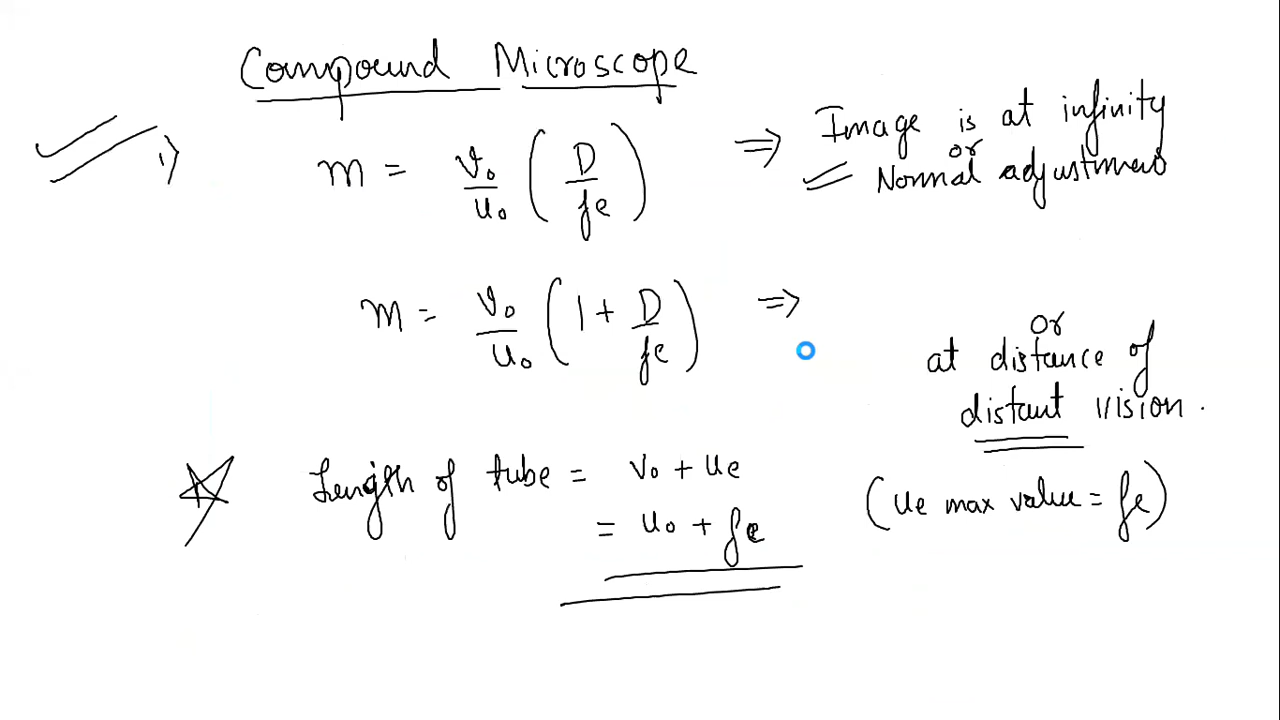 Compound Microscope
1) m = v₀/u₀ (D/fe) ⇒ Image is at infinity
or
Normal adjustment
m = v₀/u₀ (1 + D/fe) ⇒
or
at distance of
distant vision.
Length of tube = v₀ + ue
= u₀ + fe (ue max value = fe)